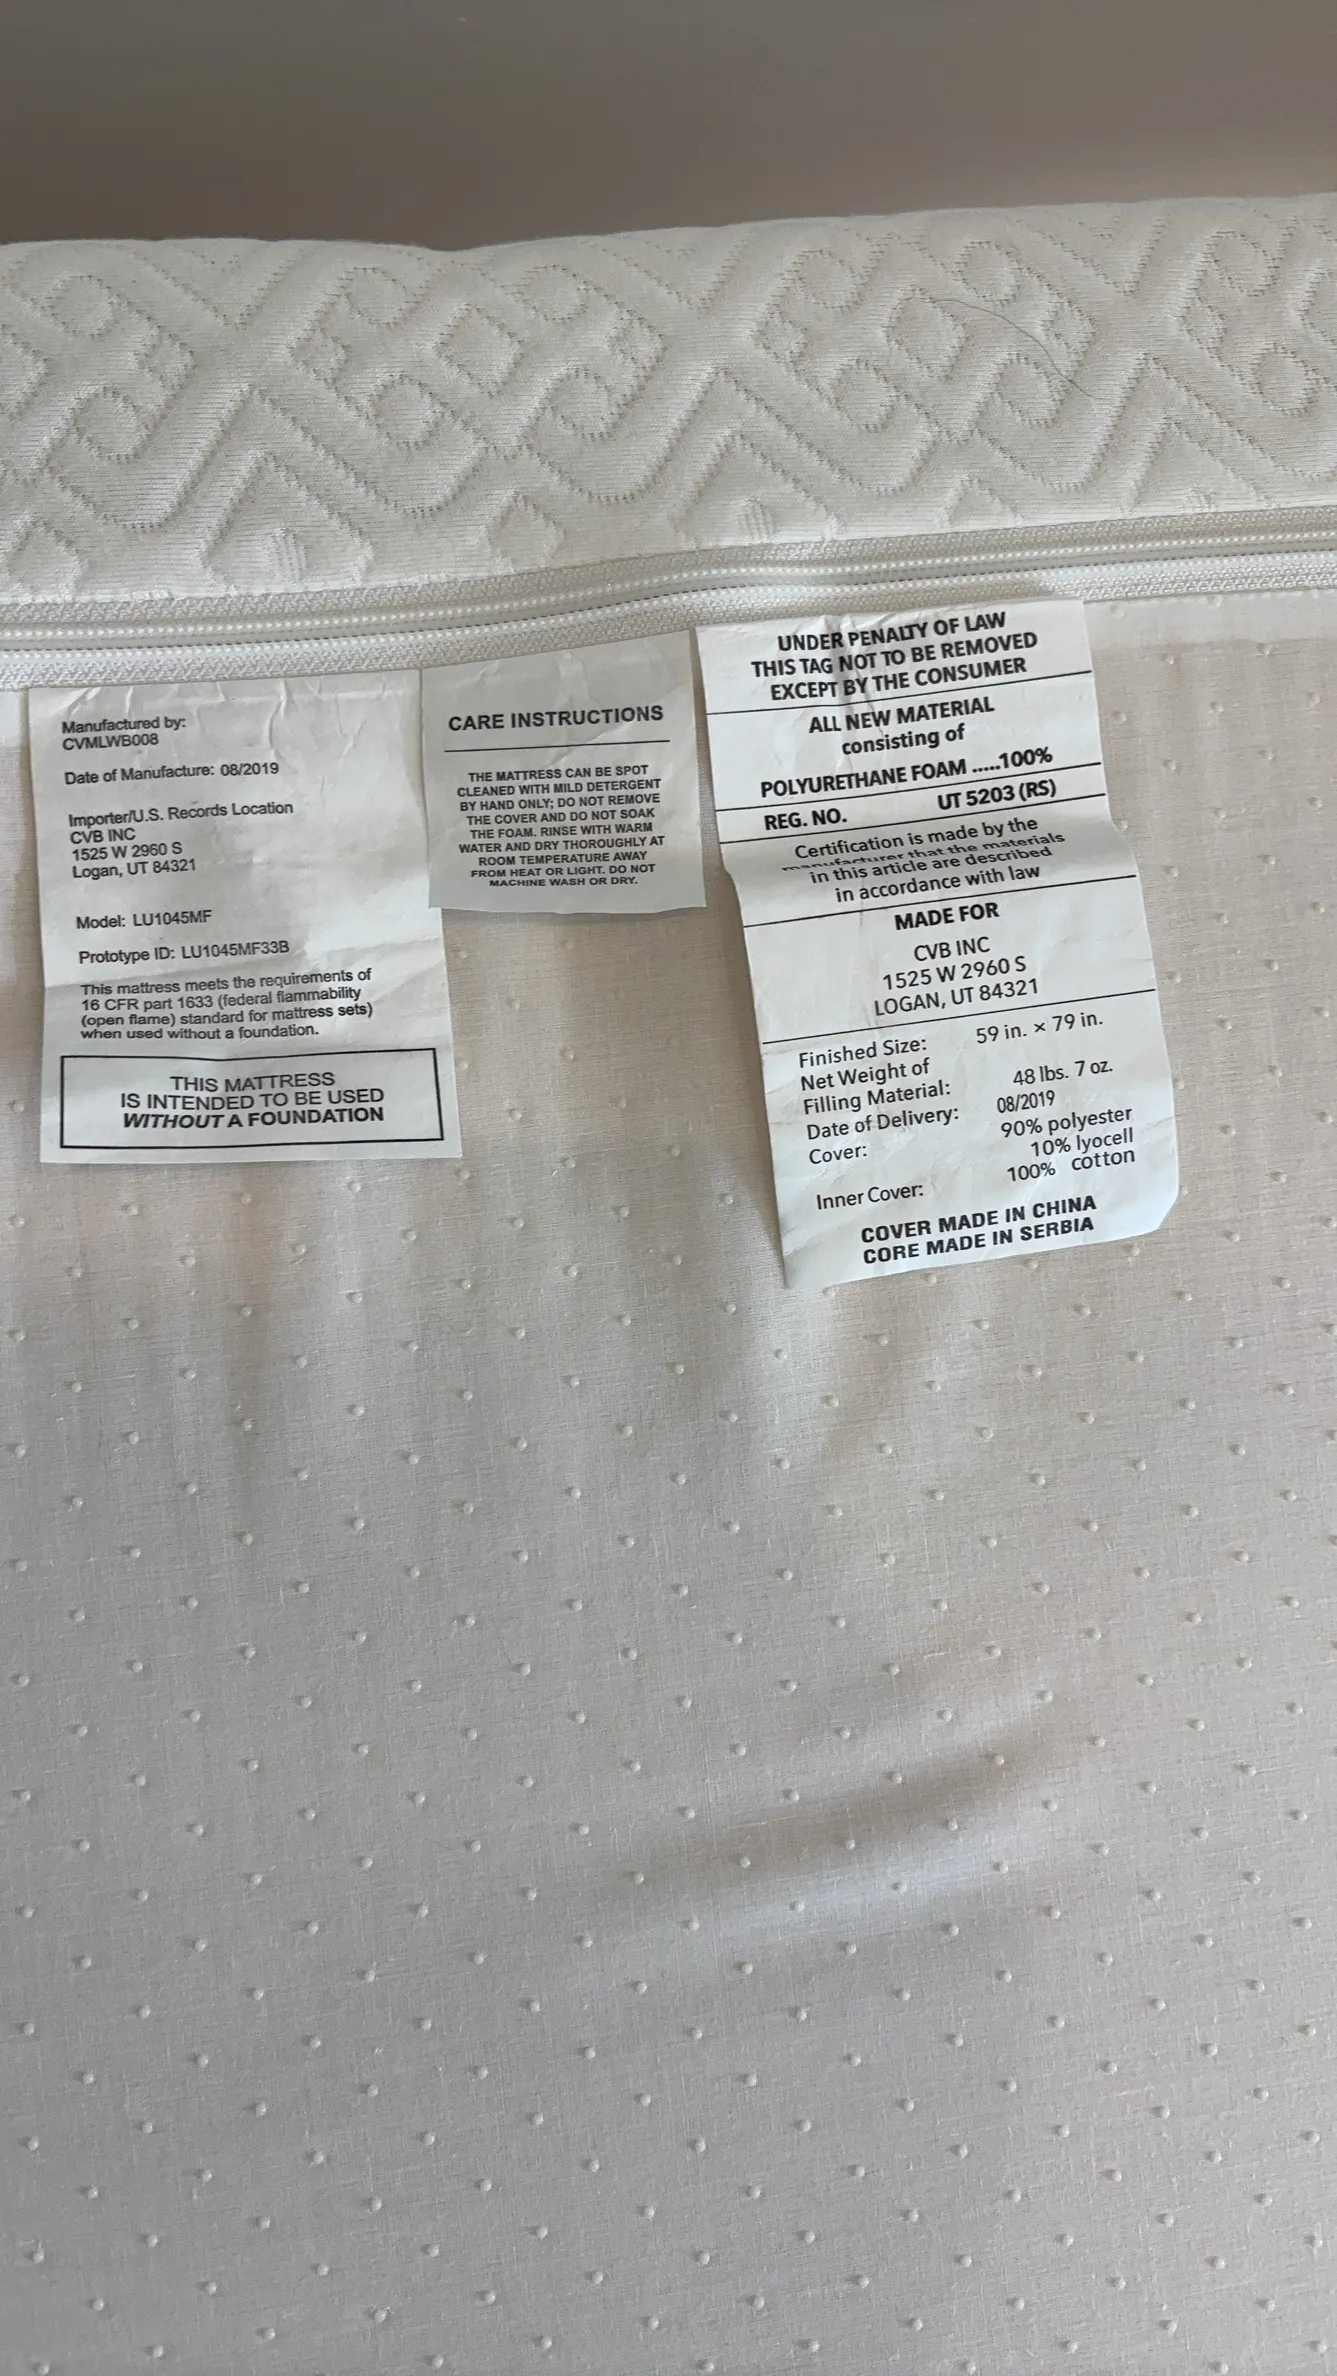 Manufactured by:
CVMLWB008
Date of Manufacture: 08/2019
Importer/U.S. Records Location
CVB INC
1525 W 2960 S
Logan, UT 84321
Model: LU1045MF
Prototype ID: LU1045MF33B
This mattress meets the requirements of
16 CFR part 1633 (federal flammability
(open flame) standard for mattress sets)
when used without a foundation.
THIS MATTRESS
IS INTENDED TO BE USED
WITHOUT A FOUNDATION
CARE INSTRUCTIONS
THE MATTRESS CAN BE SPOT
CLEANED WITH MILD DETERGENT
BY HAND ONLY; DO NOT REMOVE
THE COVER AND DO NOT SOAK
THE FOAM. RINSE WITH WARM
WATER AND DRY THOROUGHLY AT
ROOM TEMPERATURE AWAY
FROM HEAT OR LIGHT. DO NOT
MACHINE WASH OR DRY.
UNDER PENALTY OF LAW
THIS TAG NOT TO BE REMOVED
EXCEPT BY THE CONSUMER
ALL NEW MATERIAL
consisting of
POLYURETHANE FOAM .....100%
REG. NO. UT 5203 (RS)
Certification is made by the
manufacturer that the materials
in this article are described
in accordance with law
MADE FOR
CVB INC
1525 W 2960 S
LOGAN, UT 84321
Finished Size: 59 in. × 79 in.
Net Weight of
Filling Material: 48 lbs. 7 oz.
Date of Delivery: 08/2019
Cover: 90% polyester
10% lyocell
Inner Cover: 100% cotton
COVER MADE IN CHINA
CORE MADE IN SERBIA